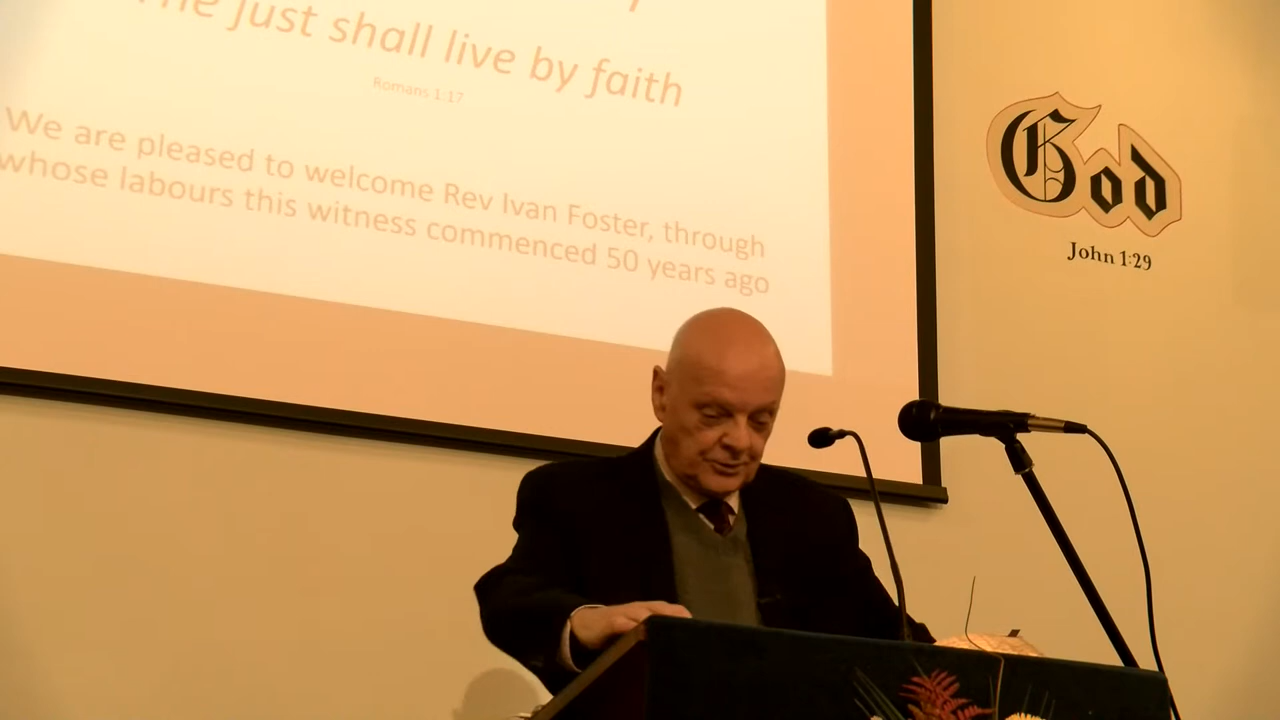 The just shall live by faith
Romans 1:17
We are pleased to welcome Rev Ivan Foster, through
whose labours this witness commenced 50 years ago
God
John 1:29